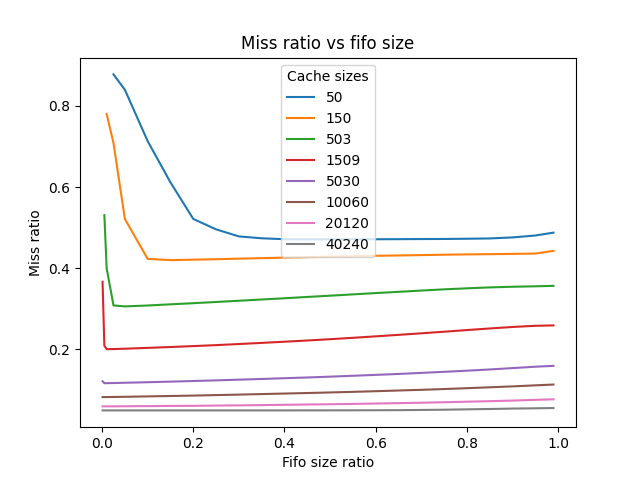 Miss ratio vs fifo size
Cache sizes
50
150
503
1509
5030
10060
20120
40240
Miss ratio
0.8
0.6
0.4
0.2
0.0 0.2 0.4 0.6 0.8 1.0
Fifo size ratio